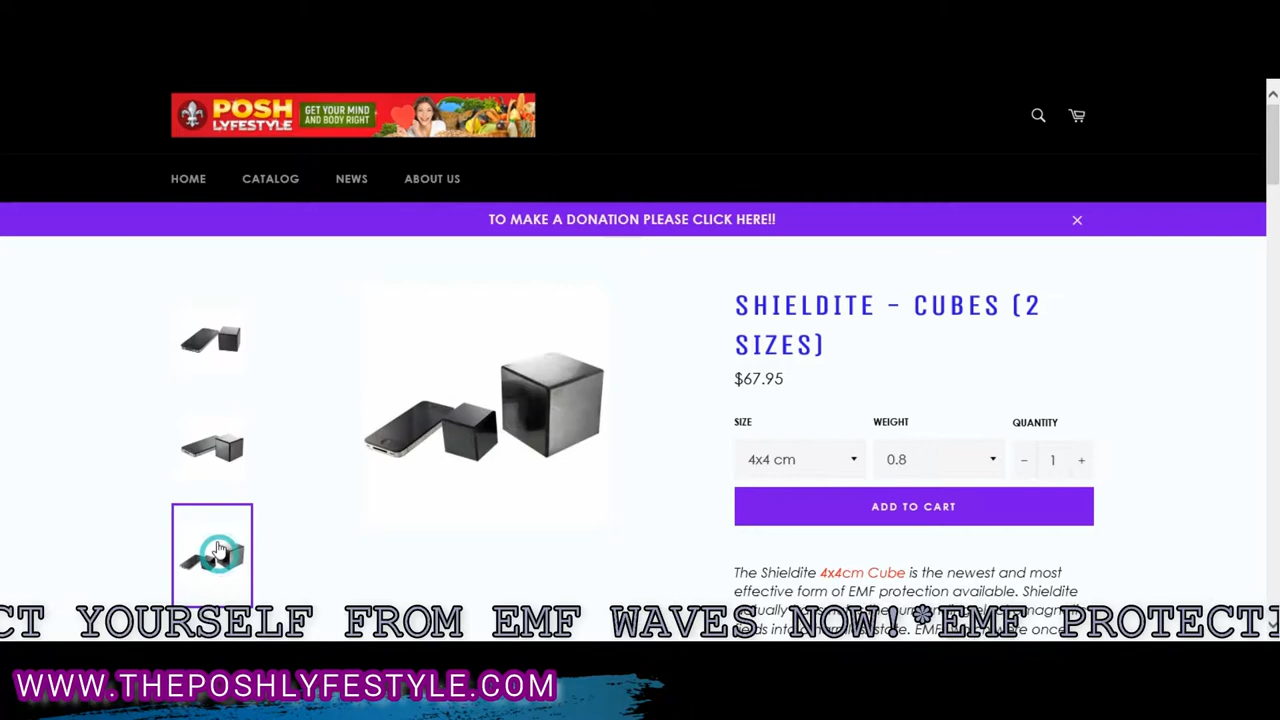 POSH
LYFESTYLE
GET YOUR MIND
AND BODY RIGHT
HOME CATALOG NEWS ABOUT US
TO MAKE A DONATION PLEASE CLICK HERE!!
SHIELDITE - CUBES (2
SIZES)
$67.95
SIZE WEIGHT QUANTITY
4x4 cm 0.8 − 1 +
ADD TO CART
The Shieldite 4x4cm Cube is the newest and most
effective form of EMF protection available. Shieldite
CT YOURSELF FROM EMF WAVES NOW!*EMF PROTECTI
WWW.THEPOSHLYFESTYLE.COM